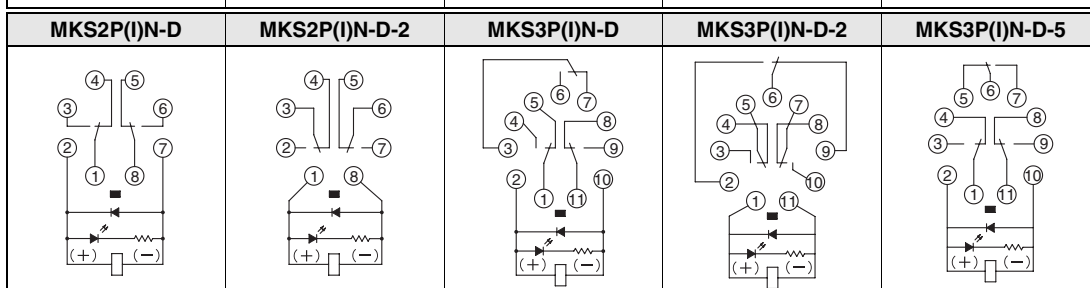 MKS2P(I)N-D MKS2P(I)N-D-2 MKS3P(I)N-D MKS3P(I)N-D-2 MKS3P(I)N-D-5
4 5 3 6 2 7 1 8 (+) (−)
4 5 3 6 2 7 1 8 (+) (−)
6 5 7 4 8 3 9 2 10 1 11 (+) (−)
6 5 7 4 8 3 9 2 10 1 11 (+) (−)
5 6 7 4 8 3 9 2 10 1 11 (+) (−)